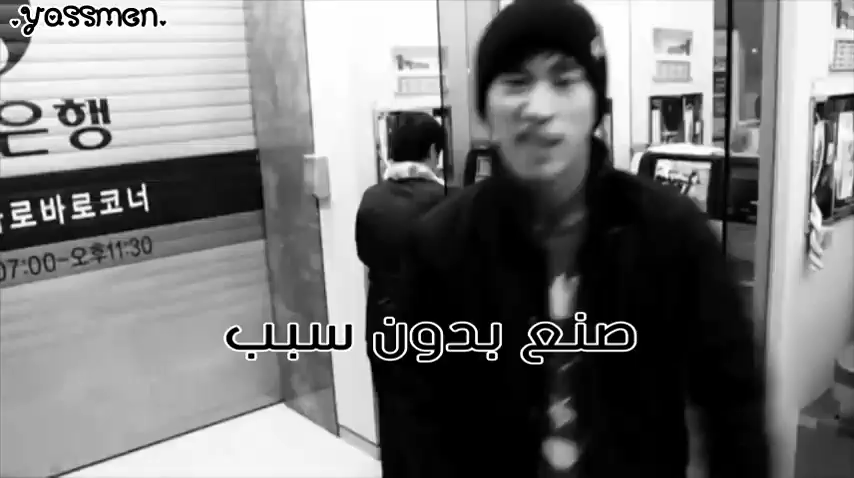 .yassmen.
은행
로바로코너
07:00-오후11:30
صنع بدون سبب